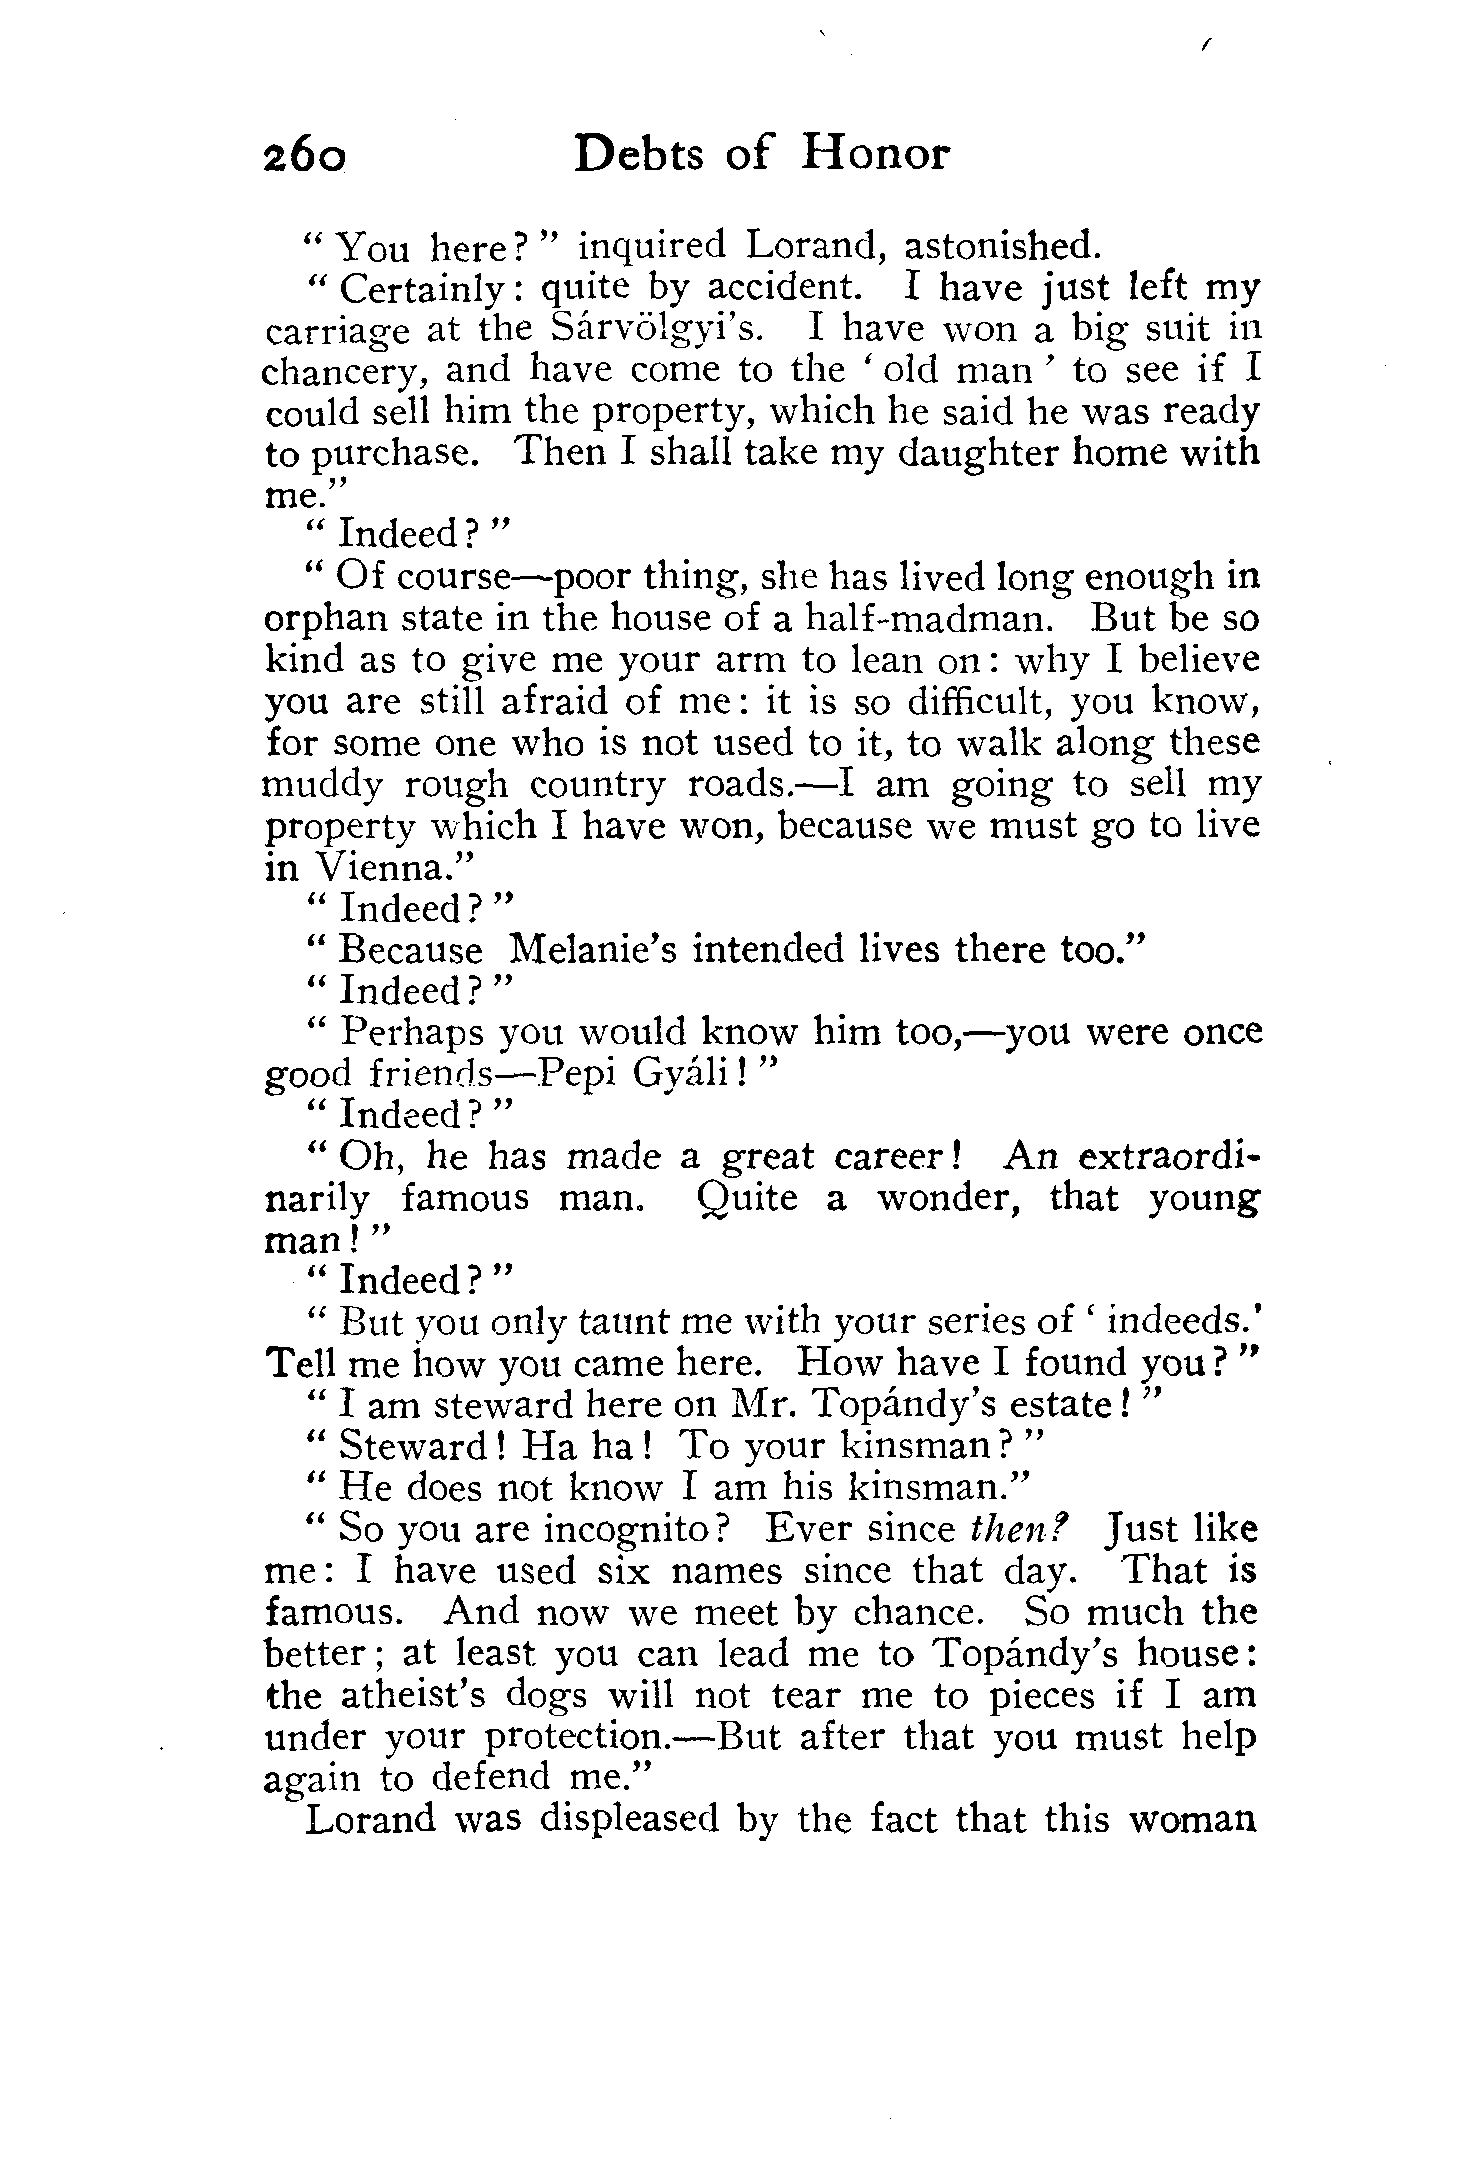 260 Debts of Honor
" You here? " inquired Lorand, astonished.
" Certainly: quite by accident. I have just left my
carriage at the Sárvölgyi's. I have won a big suit in
chancery, and have come to the ‘ old man ’ to see if I
could sell him the property, which he said he was ready
to purchase. Then I shall take my daughter home with
me."
" Indeed? "
" Of course—poor thing, she has lived long enough in
orphan state in the house of a half-madman. But be so
kind as to give me your arm to lean on: why I believe
you are still afraid of me: it is so difficult, you know,
for some one who is not used to it, to walk along these
muddy rough country roads.—I am going to sell my
property which I have won, because we must go to live
in Vienna."
" Indeed? "
" Because Melanie's intended lives there too."
" Indeed? "
" Perhaps you would know him too,—you were once
good friends—Pepi Gyáli! "
" Indeed? "
" Oh, he has made a great career! An extraordi-
narily famous man. Quite a wonder, that young
man! "
" Indeed? "
" But you only taunt me with your series of ‘ indeeds.’
Tell me how you came here. How have I found you? "
" I am steward here on Mr. Topándy's estate! "
" Steward! Ha ha! To your kinsman? "
" He does not know I am his kinsman."
" So you are incognito? Ever since then? Just like
me: I have used six names since that day. That is
famous. And now we meet by chance. So much the
better; at least you can lead me to Topándy's house:
the atheist's dogs will not tear me to pieces if I am
under your protection.—But after that you must help
again to defend me."
Lorand was displeased by the fact that this woman